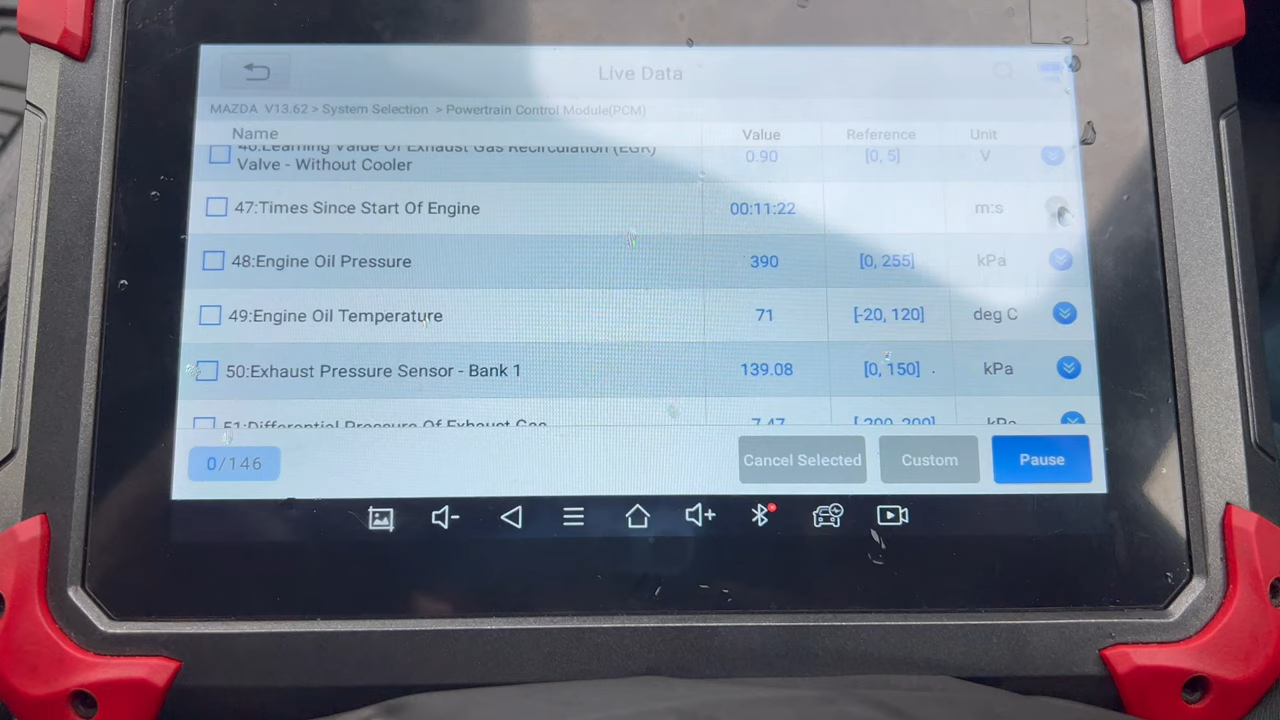 Live Data
MAZDA V13.62 > System Selection > Powertrain Control Module(PCM)
Name Value Reference Unit
46:Learning Value Of Exhaust Gas Recirculation (EGR)
Valve - Without Cooler 0.90 [0, 5] V
47:Times Since Start Of Engine 00:11:22 m:s
48:Engine Oil Pressure 390 [0, 255] kPa
49:Engine Oil Temperature 71 [-20, 120] deg C
50:Exhaust Pressure Sensor - Bank 1 139.08 [0, 150] kPa
51:Differential Pressure Of Exhaust Gas 7.47 [-200, 200] kPa
0/146 Cancel Selected Custom Pause